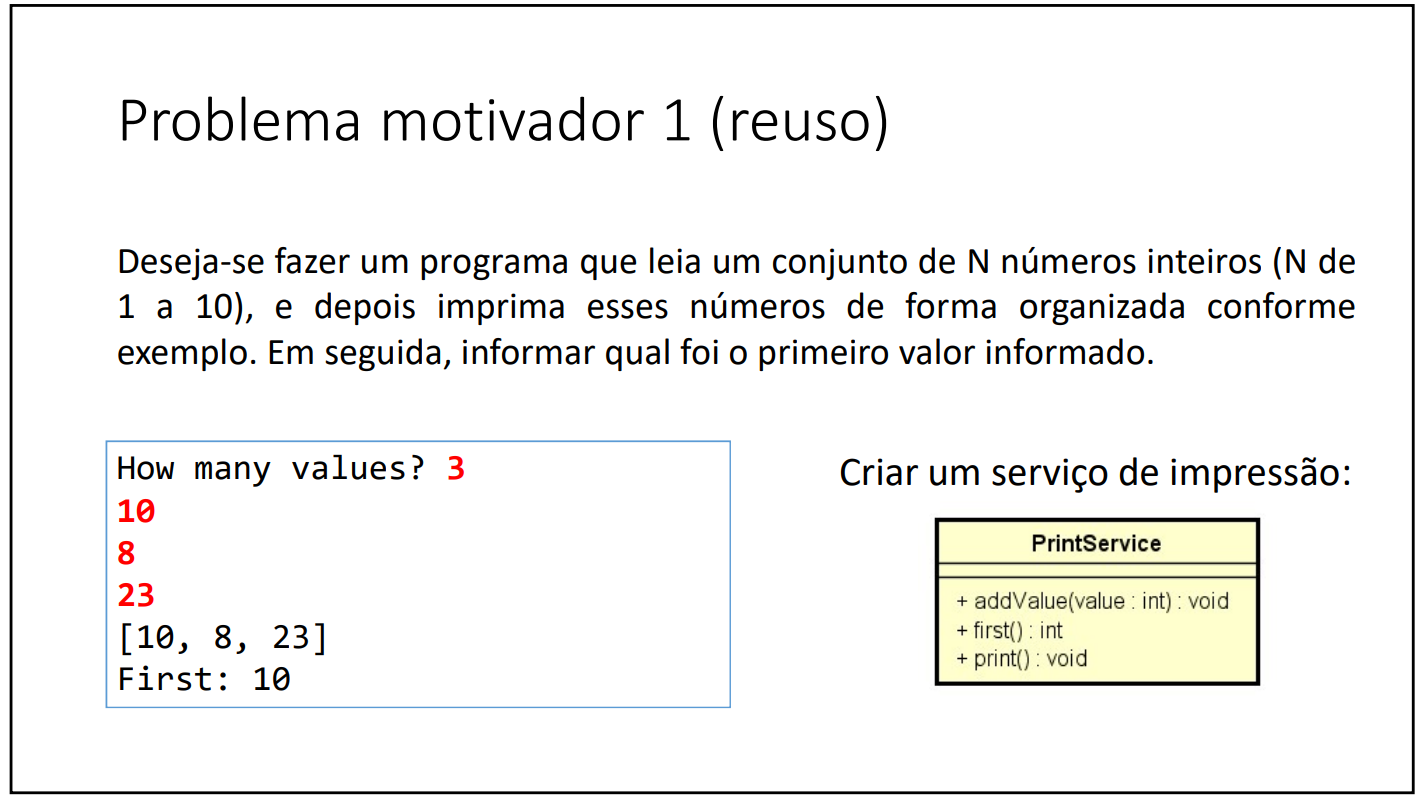 Problema motivador 1 (reuso)
Deseja-se fazer um programa que leia um conjunto de N números inteiros (N de
1 a 10), e depois imprima esses números de forma organizada conforme
exemplo. Em seguida, informar qual foi o primeiro valor informado.
How many values? 3
10
8
23
[10, 8, 23]
First: 10
Criar um serviço de impressão:
PrintService
+ addValue(value : int) : void
+ first() : int
+ print() : void